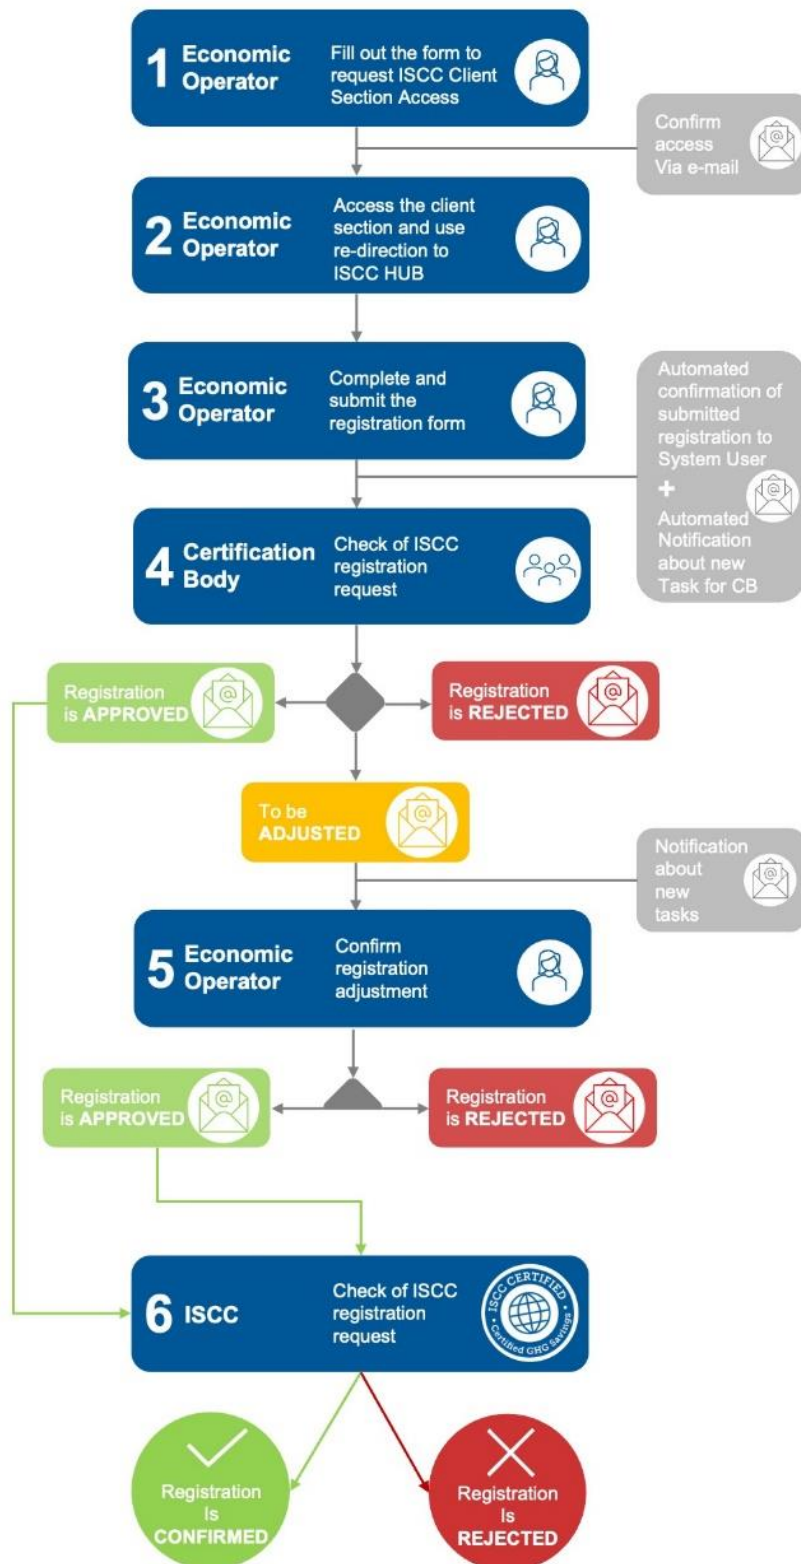 1 Economic
Operator
Fill out the form to
request ISCC Client
Section Access
Confirm
access
Via e-mail
@
2 Economic
Operator
Access the client
section and use
re-direction to
ISCC HUB
3 Economic
Operator
Complete and
submit the
registration form
Automated
confirmation of
submitted
registration to
System User
+
@
Automated
Notification
about new
Task for CB
4 Certification
Body
Check of ISCC
registration
request
Registration
is APPROVED
@
Registration
is REJECTED
@
To be
ADJUSTED
@
Notification
about
new
tasks
@
5 Economic
Operator
Confirm
registration
adjustment
Registration
is APPROVED
@
Registration
is REJECTED
@
6 ISCC
Check of ISCC
registration
request
ISCC CERTIFIED
• Certified GHG Savings •
Registration
Is
CONFIRMED
Registration
Is
REJECTED